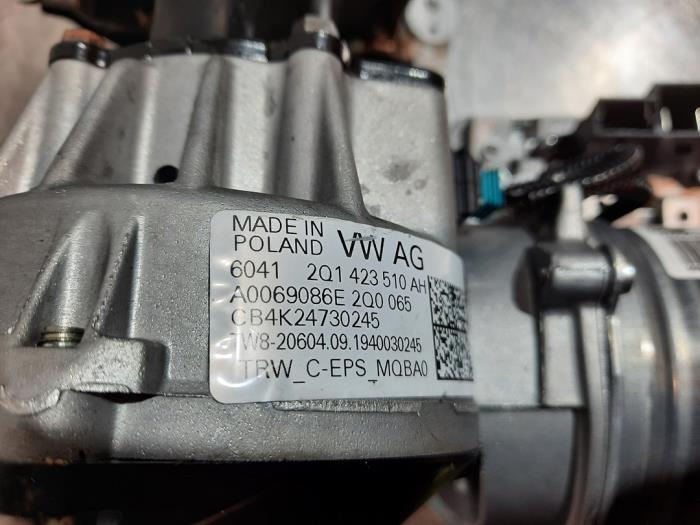 MADE IN
POLAND VW AG
6041 2Q1 423 510 AH
A0069086E 2Q0 065
CB4K24730245
TW8-20604.09.1940030245
TRW_C-EPS_MQBA0